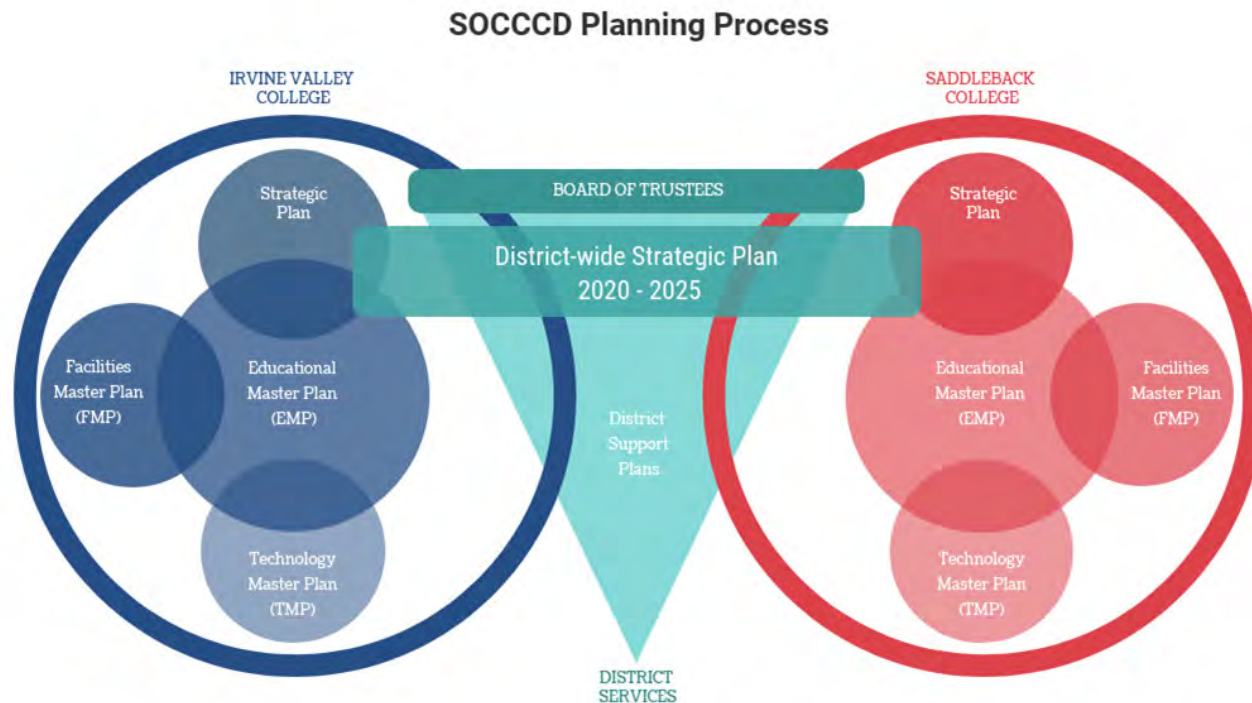 SOCCCD Planning Process
IRVINE VALLEY
COLLEGE
SADDLEBACK
COLLEGE
BOARD OF TRUSTEES
District-wide Strategic Plan
2020 - 2025
Strategic
Plan
Facilities
Master Plan
(FMP)
Educational
Master Plan
(EMP)
Technology
Master Plan
(TMP)
District
Support
Plans
Strategic
Plan
Educational
Master Plan
(EMP)
Facilities
Master Plan
(FMP)
Technology
Master Plan
(TMP)
DISTRICT
SERVICES